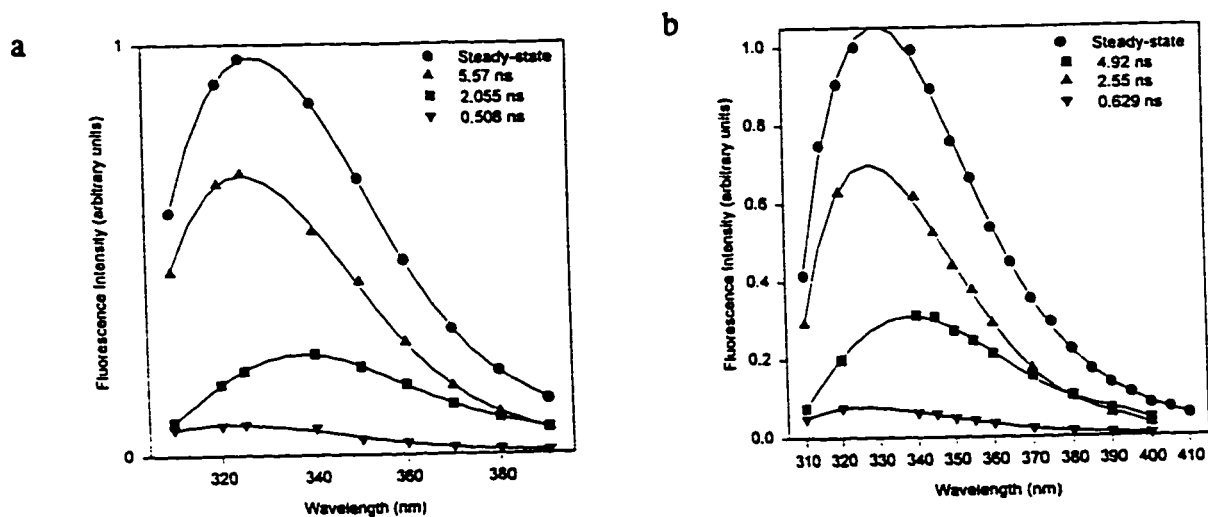 a
1
Fluorescence Intensity (arbitrary units)
0
Steady-state
5.57 ns
2.055 ns
0.508 ns
320
340
360
380
Wavelength (nm)
b
1.0
0.8
0.6
0.4
0.2
0.0
Fluorescence Intensity (arbitrary units)
Steady-state
4.92 ns
2.55 ns
0.629 ns
310 320 330 340 350 360 370 380 390 400 410
Wavelength (nm)